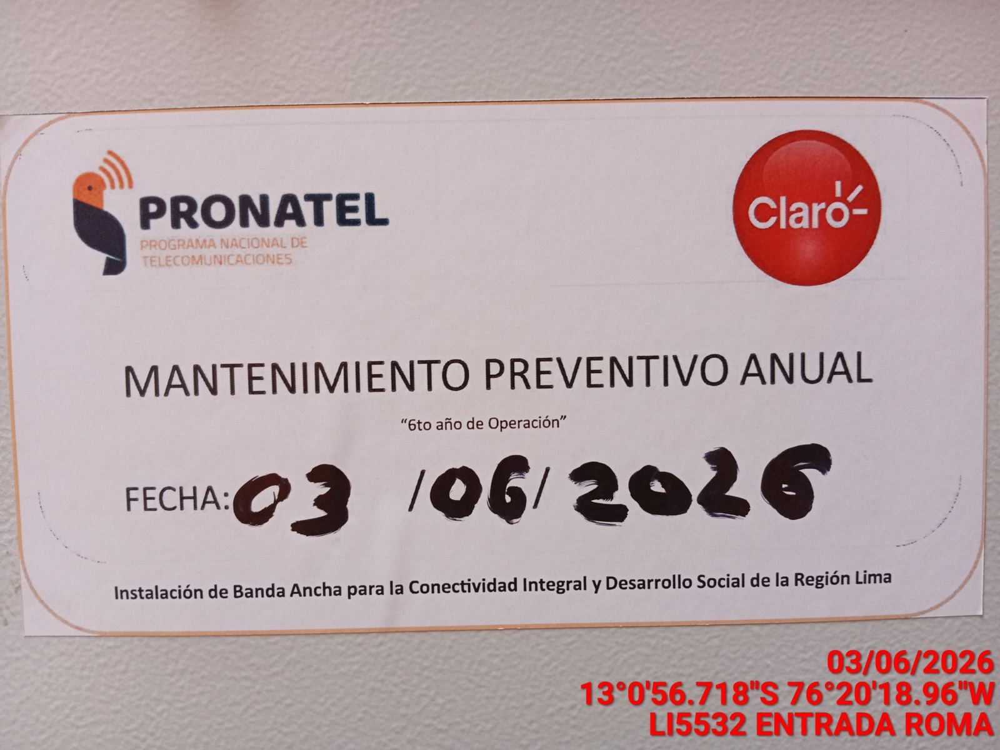 PRONATEL
PROGRAMA NACIONAL DE
TELECOMUNICACIONES
Claro
MANTENIMIENTO PREVENTIVO ANUAL
“6to año de Operación”
FECHA: 03 /06/ 2026
Instalación de Banda Ancha para la Conectividad Integral y Desarrollo Social de la Región Lima
03/06/2026
13°0'56.718"S 76°20'18.96"W
LI5532 ENTRADA ROMA